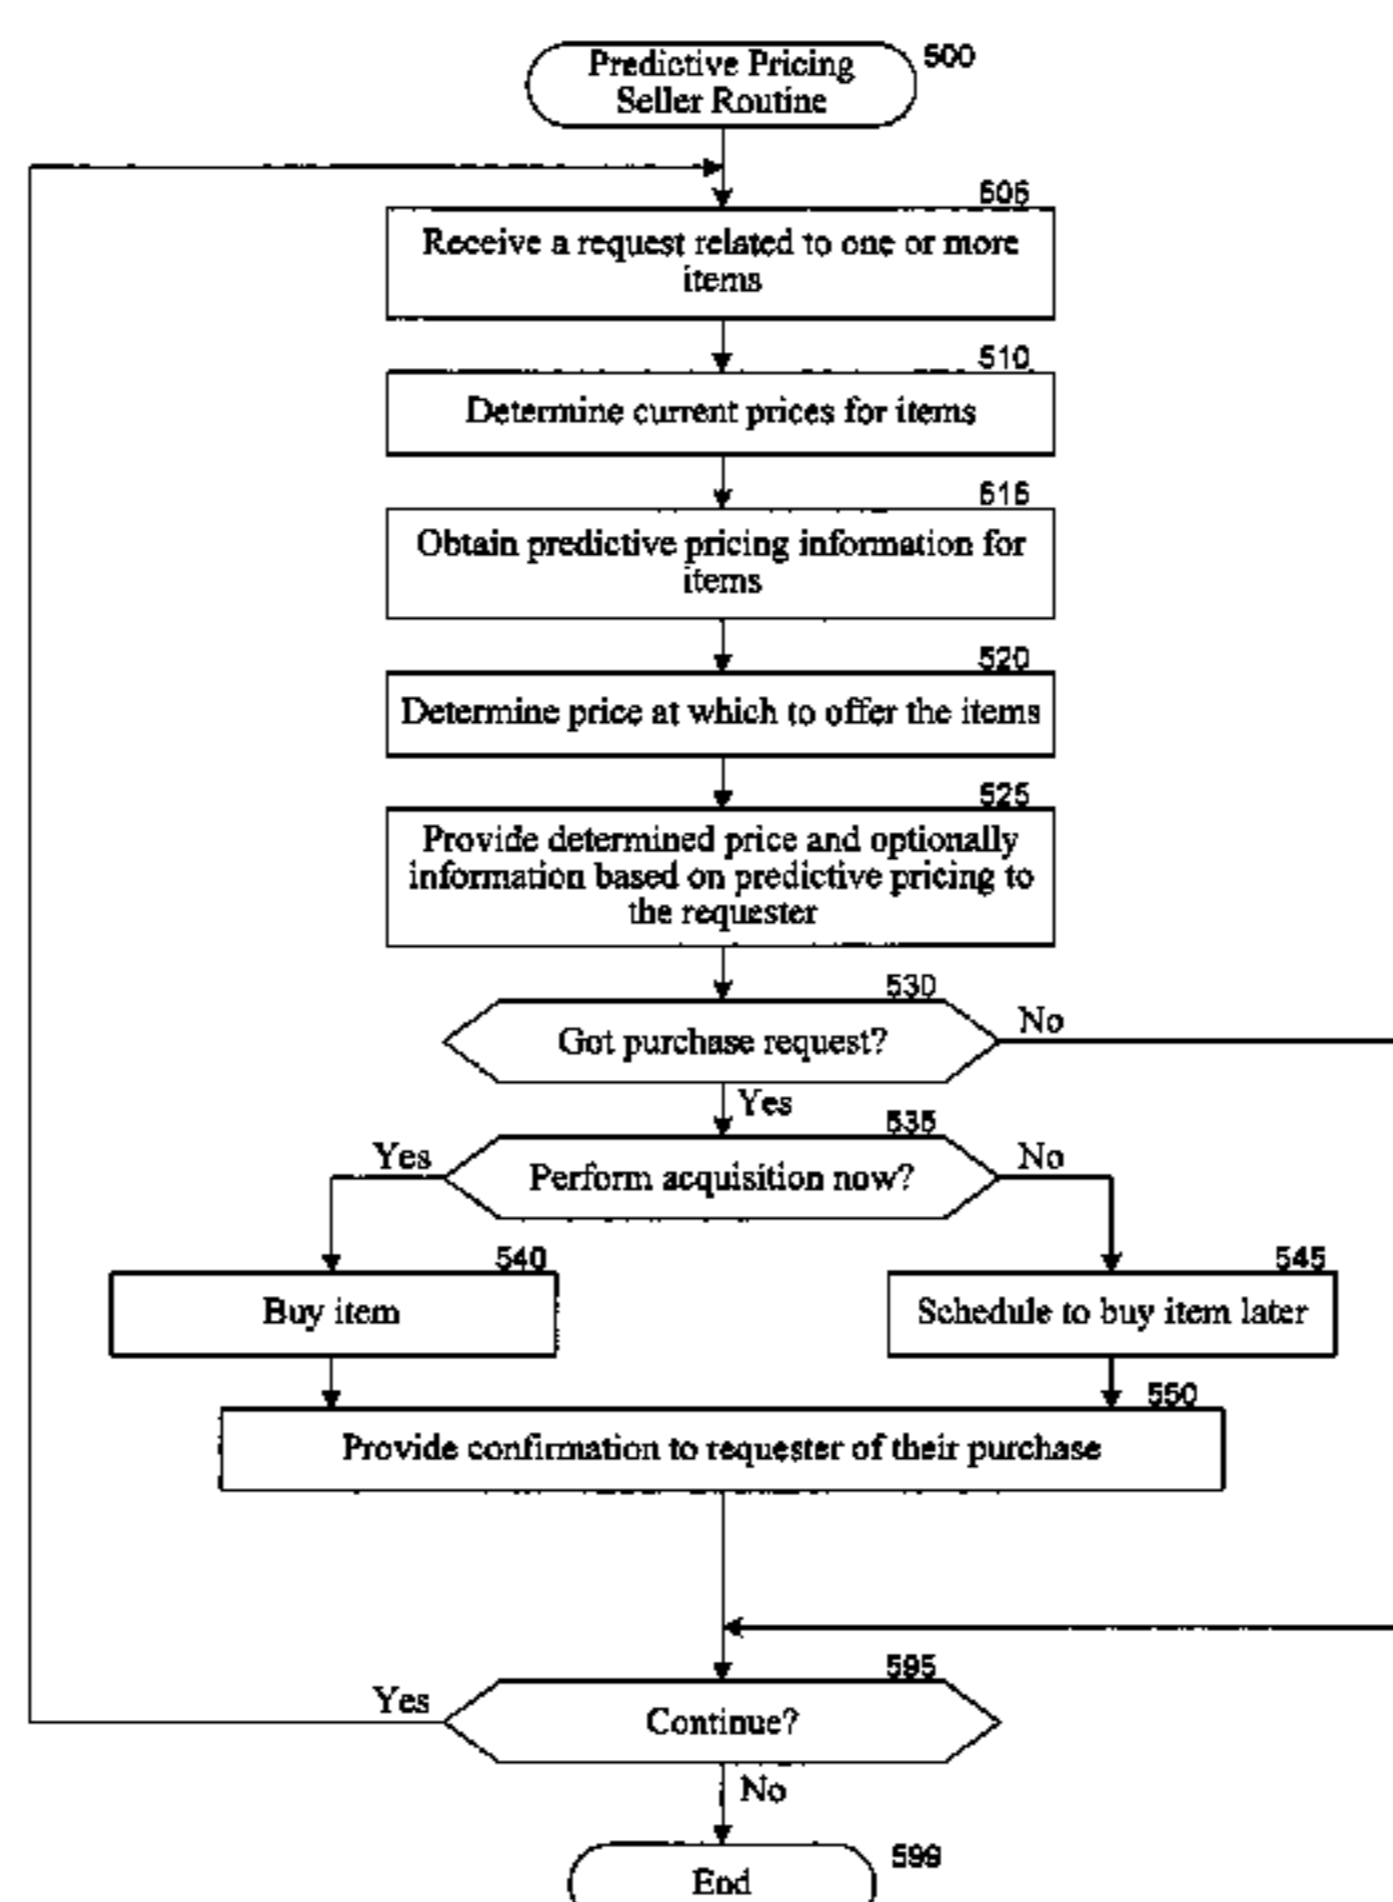 Predictive Pricing
Seller Routine
500
505
Receive a request related to one or more
items
510
Determine current prices for items
515
Obtain predictive pricing information for
items
520
Determine price at which to offer the items
525
Provide determined price and optionally
information based on predictive pricing to
the requester
530
Got purchase request?
No
Yes
535
Yes
Perform acquisition now?
No
540
Buy item
545
Schedule to buy item later
550
Provide confirmation to requester of their purchase
595
Yes
Continue?
No
599
End